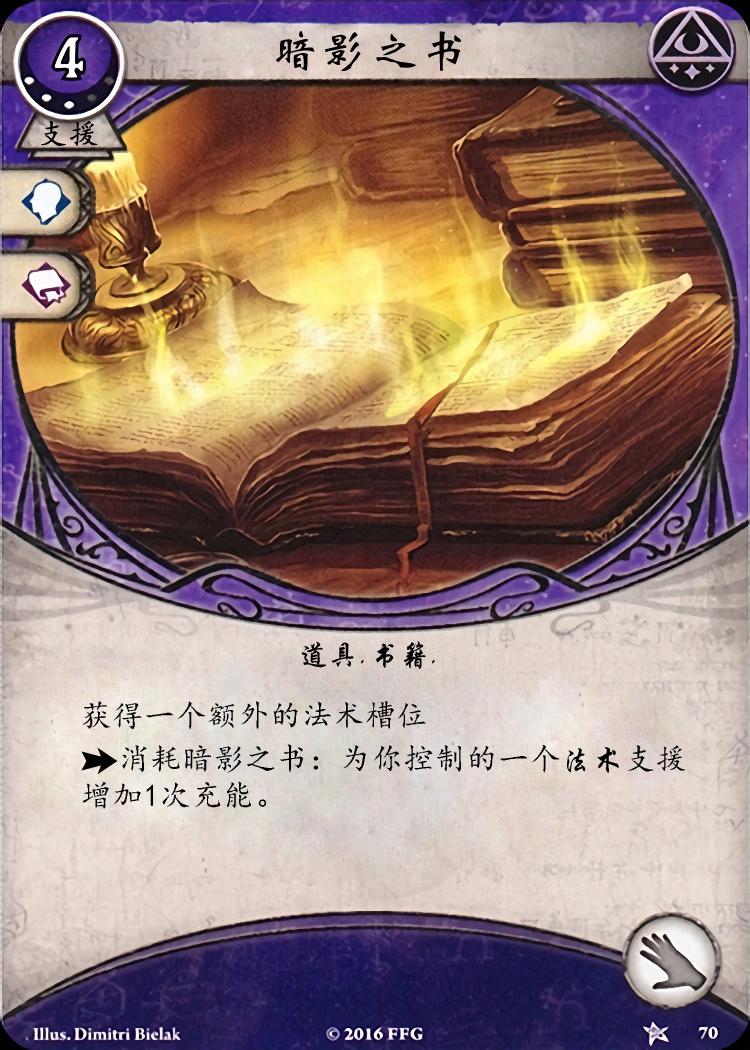 4
暗影之书
支援
道具. 书籍.
获得一个额外的法术槽位
消耗暗影之书：为你控制的一个法术支援
增加1次充能。
Illus. Dimitri Bielak
© 2016 FFG
70